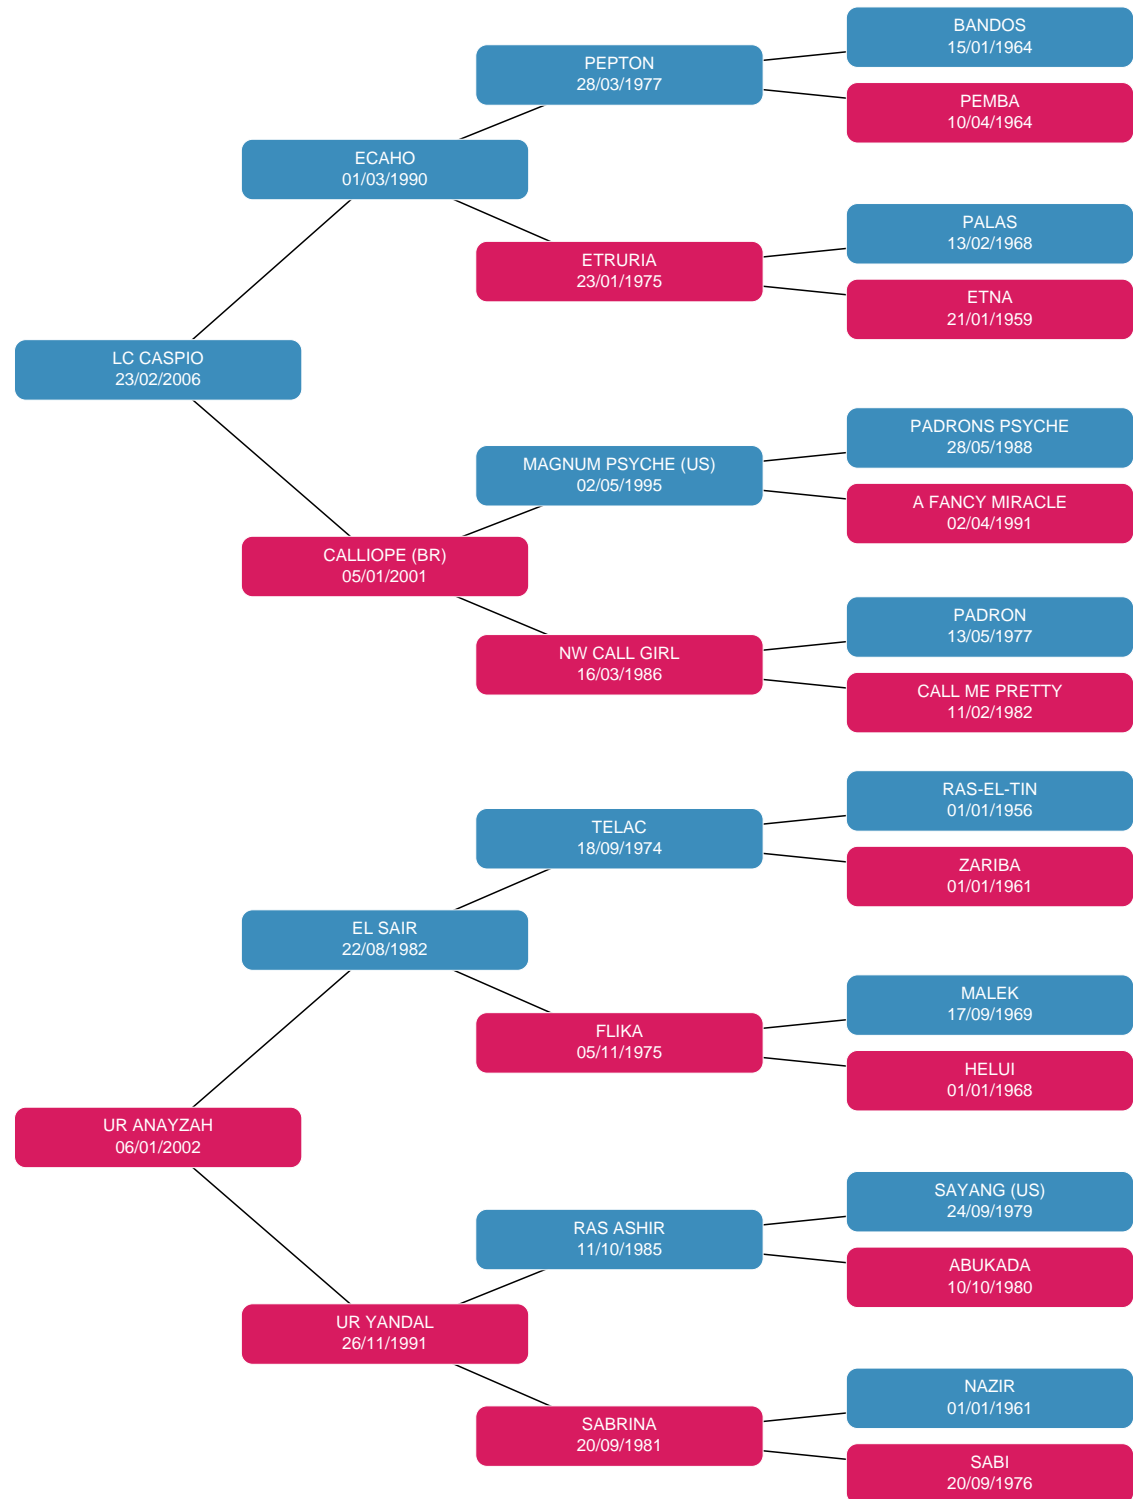 BANDOS
15/01/1964
PEPTON
28/03/1977
PEMBA
10/04/1964
ECAHO
01/03/1990
PALAS
13/02/1968
ETRURIA
23/01/1975
ETNA
21/01/1959
LC CASPIO
23/02/2006
PADRONS PSYCHE
28/05/1988
MAGNUM PSYCHE (US)
02/05/1995
A FANCY MIRACLE
02/04/1991
CALLIOPE (BR)
05/01/2001
PADRON
13/05/1977
NW CALL GIRL
16/03/1986
CALL ME PRETTY
11/02/1982
RAS-EL-TIN
01/01/1956
TELAC
18/09/1974
ZARIBA
01/01/1961
EL SAIR
22/08/1982
MALEK
17/09/1969
FLIKA
05/11/1975
HELUI
01/01/1968
UR ANAYZAH
06/01/2002
SAYANG (US)
24/09/1979
RAS ASHIR
11/10/1985
ABUKADA
10/10/1980
UR YANDAL
26/11/1991
NAZIR
01/01/1961
SABRINA
20/09/1981
SABI
20/09/1976